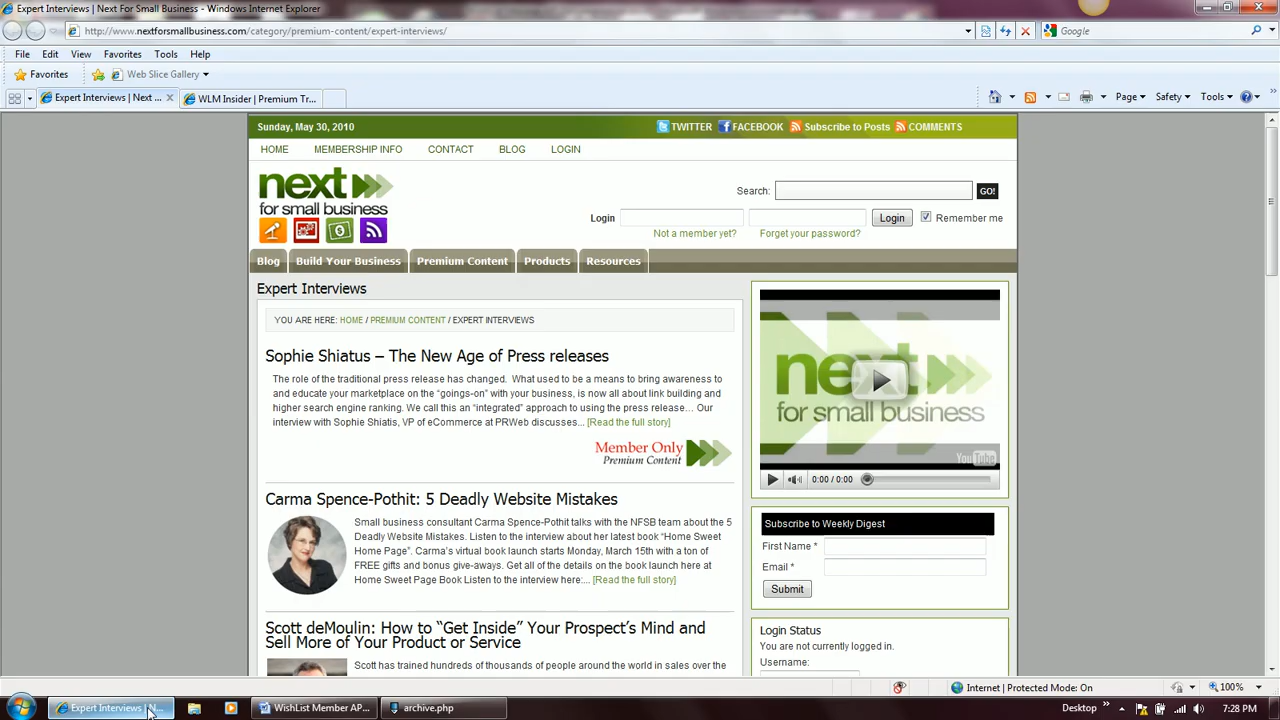 Expert Interviews | Next For Small Business - Windows Internet Explorer
http://www.nextforsmallbusiness.com/category/premium-content/expert-interviews/
Google
File Edit View Favorites Tools Help
Favorites Web Slice Gallery
Expert Interviews | Next ... WLM Insider | Premium Tr... Page Safety Tools
Sunday, May 30, 2010 TWITTER FACEBOOK Subscribe to Posts COMMENTS
HOME MEMBERSHIP INFO CONTACT BLOG LOGIN
next
for small business
Search: GO!
Login Login Remember me
Not a member yet? Forget your password?
Blog Build Your Business Premium Content Products Resources
Expert Interviews
YOU ARE HERE: HOME / PREMIUM CONTENT / EXPERT INTERVIEWS
Sophie Shiatus – The New Age of Press releases
The role of the traditional press release has changed. What used to be a means to bring awareness to
and educate your marketplace on the “goings-on” with your business, is now all about link building and
higher search engine ranking. We call this an “integrated” approach to using the press release… Our
interview with Sophie Shiatis, VP of eCommerce at PRWeb discusses... [Read the full story]
Member Only
Premium Content
Carma Spence-Pothit: 5 Deadly Website Mistakes
Small business consultant Carma Spence-Pothit talks with the NFSB team about the 5
Deadly Website Mistakes. Listen to the interview about her latest book “Home Sweet
Home Page”. Carma’s virtual book launch starts Monday, March 15th with a ton of
FREE gifts and bonus give-aways. Get all of the details on the book launch here at
Home Sweet Page Book Listen to the interview here:... [Read the full story]
Scott deMoulin: How to “Get Inside” Your Prospect’s Mind and
Sell More of Your Product or Service
Scott has trained hundreds of thousands of people around the world in sales over the
next
for small business
YouTube
0:00 / 0:00
Subscribe to Weekly Digest
First Name *
Email *
Submit
Login Status
You are not currently logged in.
Username:
Internet | Protected Mode: On 100%
Expert Interviews | N... WishList Member AP... archive.php Desktop 7:28 PM